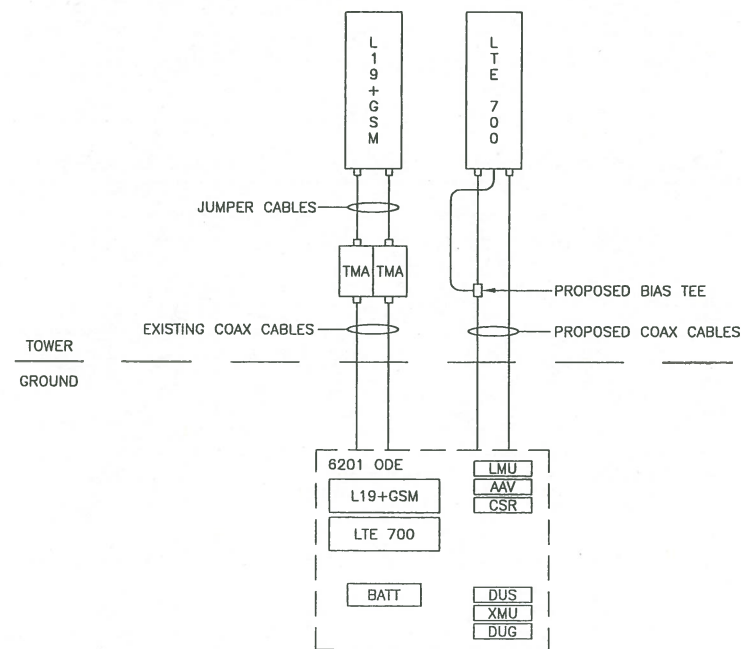 L19+GSM
LTE 700
JUMPER CABLES
TMA TMA
PROPOSED BIAS TEE
EXISTING COAX CABLES
PROPOSED COAX CABLES
TOWER
GROUND
6201 ODE
L19+GSM
LTE 700
BATT
LMU
AAV
CSR
DUS
XMU
DUG